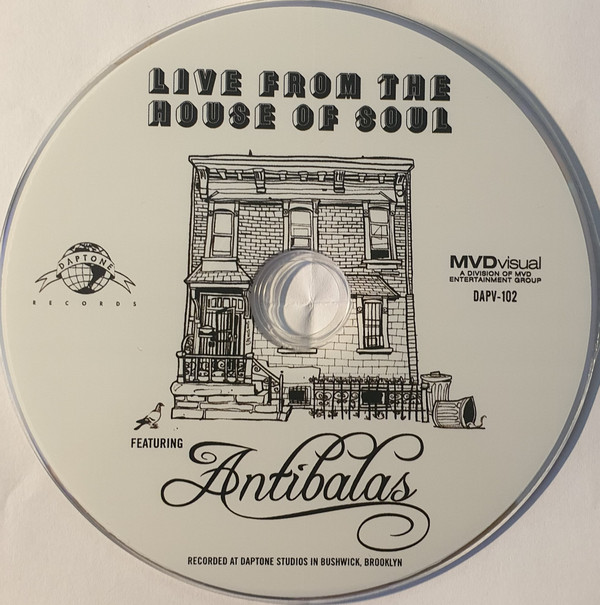 LIVE FROM THE
HOUSE OF SOUL
DAPTONE
RECORDS
MVDvisual
A DIVISION OF MVD
ENTERTAINMENT GROUP
DAPV-102
FEATURING
Antibalas
RECORDED AT DAPTONE STUDIOS IN BUSHWICK, BROOKLYN